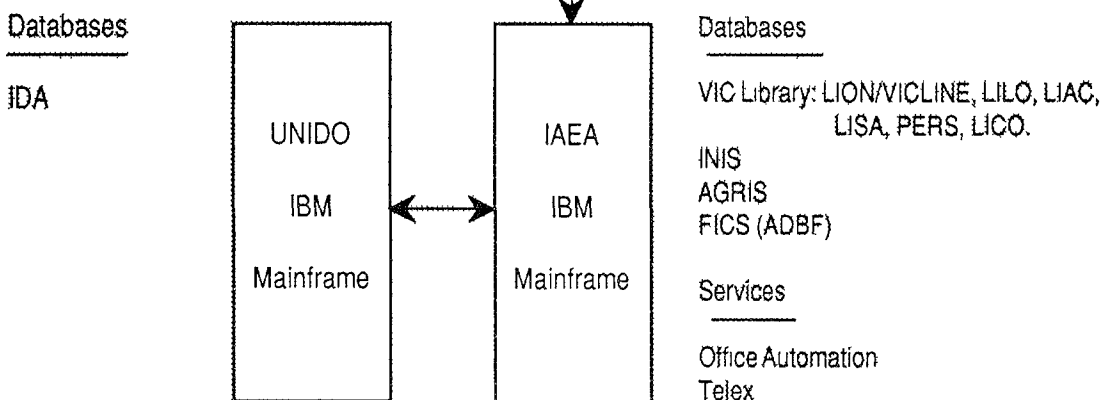 Databases
IDA
UNIDO
IBM
Mainframe
IAEA
IBM
Mainframe
Databases
VIC Library: LION/VICLINE, LILO, LIAC,
LISA, PERS, LICO.
INIS
AGRIS
FICS (ADBF)
Services
Office Automation
Telex